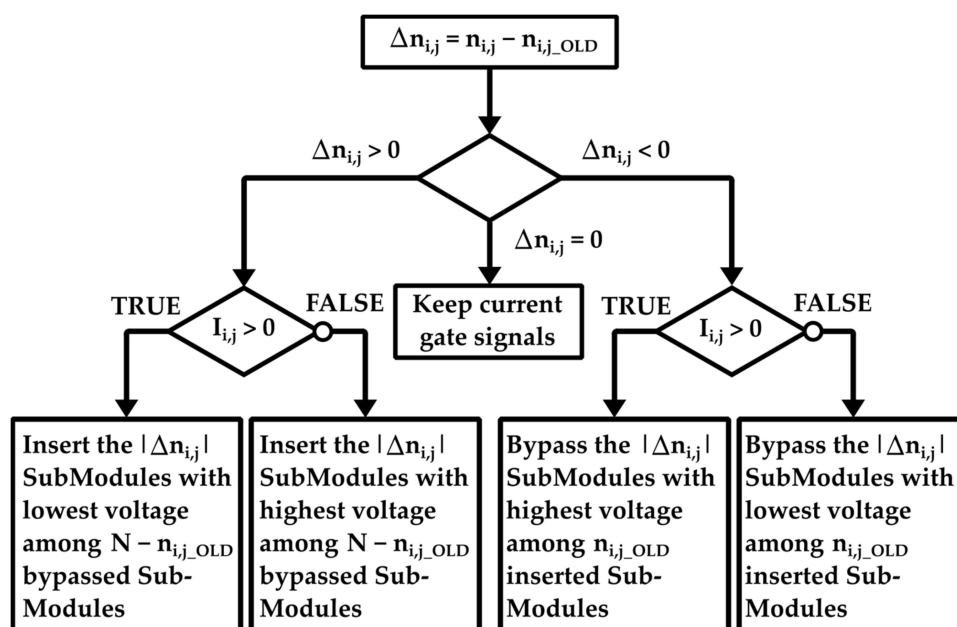 Δn_{i,j} = n_{i,j} − n_{i,j_OLD}
Δn_{i,j} > 0
Δn_{i,j} < 0
Δn_{i,j} = 0
TRUE
FALSE
I_{i,j} > 0
Keep current
gate signals
TRUE
FALSE
I_{i,j} > 0
Insert the |Δn_{i,j}|
SubModules with
lowest voltage
among N − n_{i,j_OLD}
bypassed Sub-
Modules
Insert the |Δn_{i,j}|
SubModules with
highest voltage
among N − n_{i,j_OLD}
bypassed Sub-
Modules
Bypass the |Δn_{i,j}|
SubModules with
highest voltage
among n_{i,j_OLD}
inserted Sub-
Modules
Bypass the |Δn_{i,j}|
SubModules with
lowest voltage
among n_{i,j_OLD}
inserted Sub-
Modules